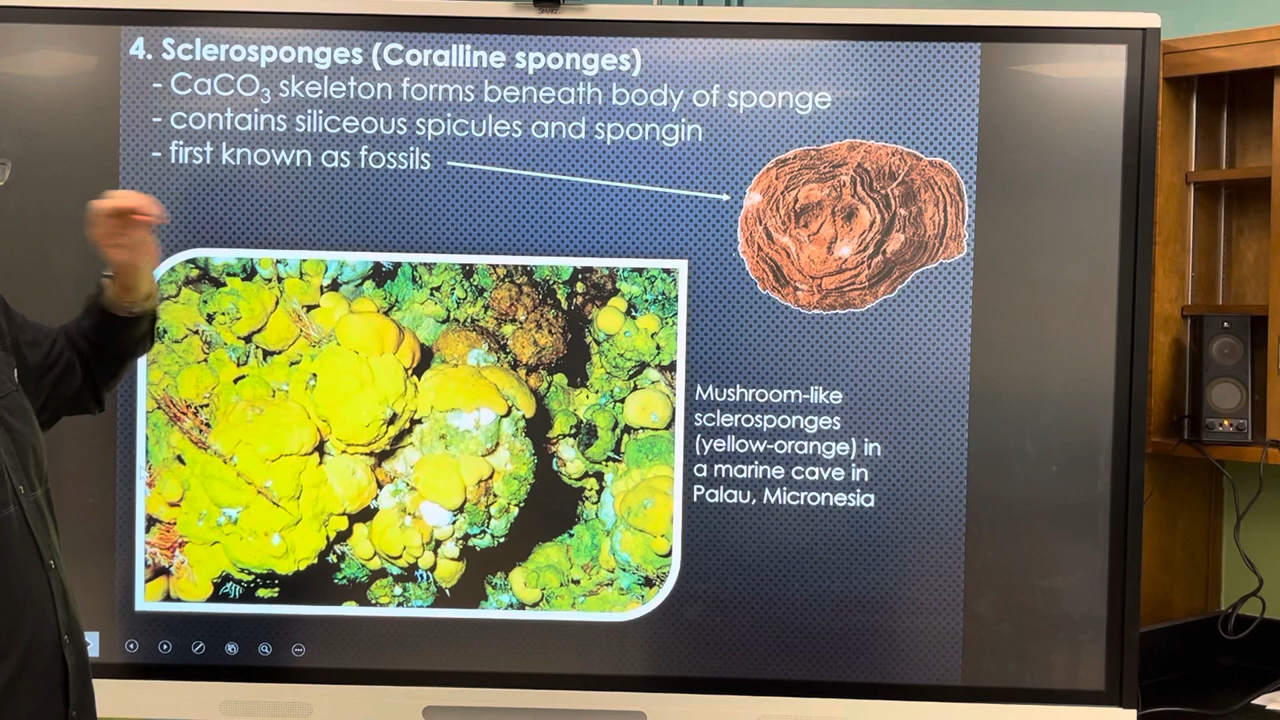 4. Sclerosponges (Coralline sponges)
- CaCO₃ skeleton forms beneath body of sponge
- contains siliceous spicules and spongin
- first known as fossils
Mushroom-like
sclerosponges
(yellow-orange) in
a marine cave in
Palau, Micronesia